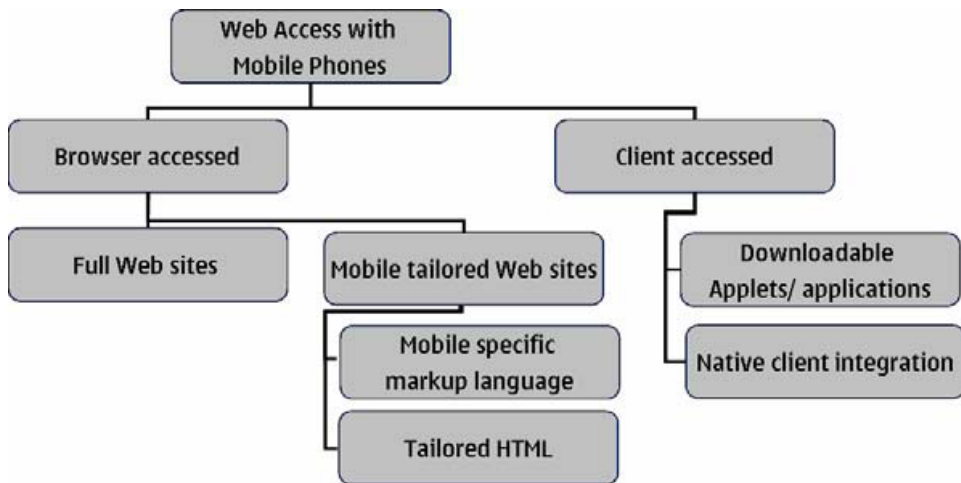 Web Access with
Mobile Phones
Browser accessed
Client accessed
Full Web sites
Mobile tailored Web sites
Downloadable
Applets/ applications
Mobile specific
markup language
Native client integration
Tailored HTML